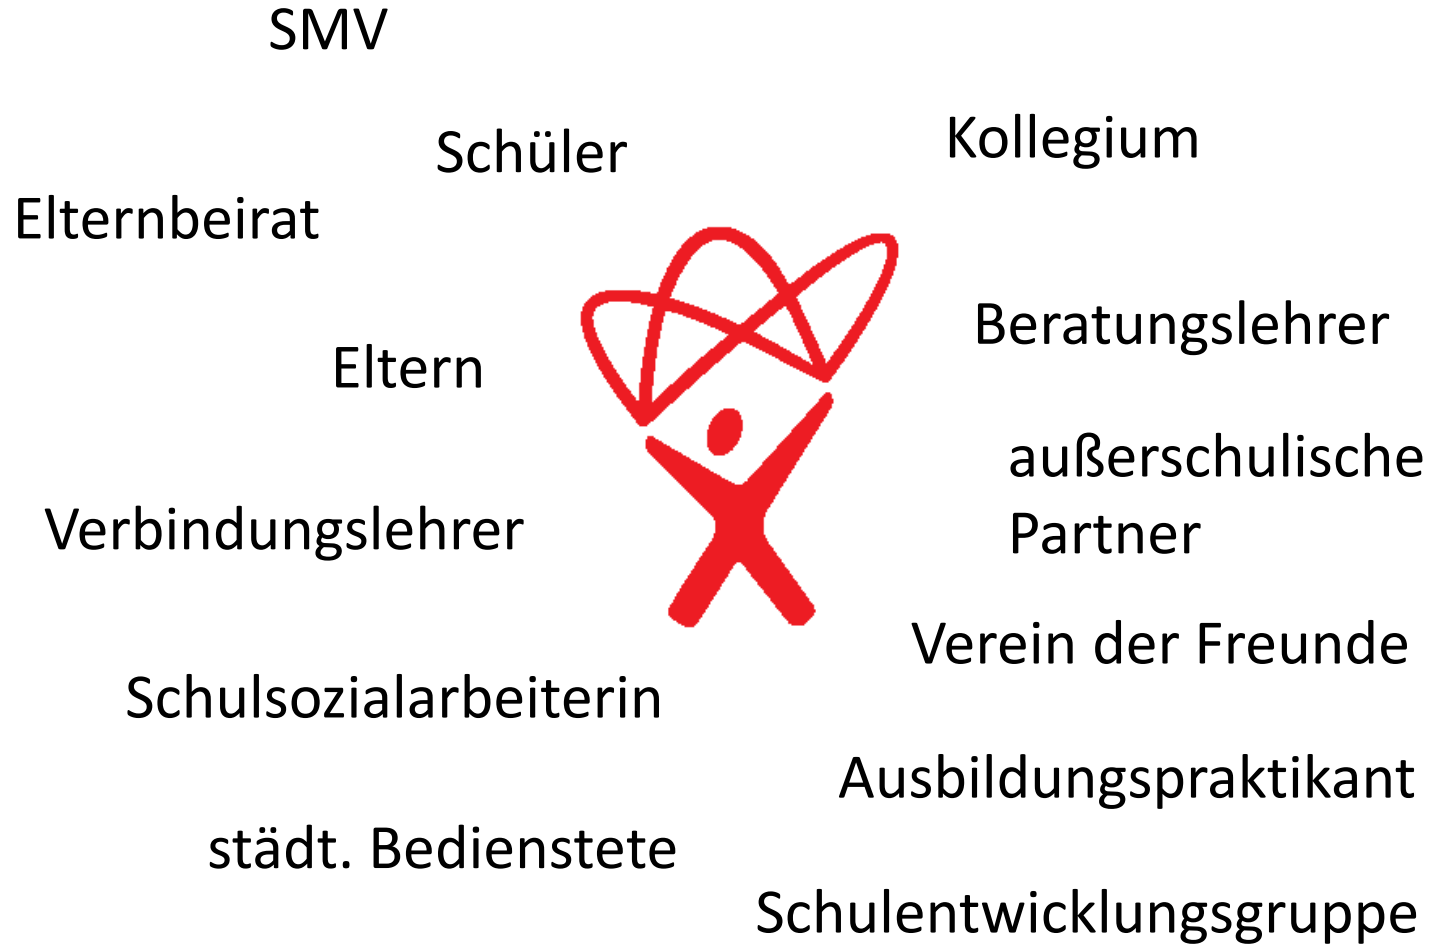 SMV
Schüler
Kollegium
Elternbeirat
Beratungslehrer
Eltern
außerschulische
Partner
Verbindungslehrer
Verein der Freunde
Schulsozialarbeiterin
Ausbildungspraktikant
städt. Bedienstete
Schulentwicklungsgruppe